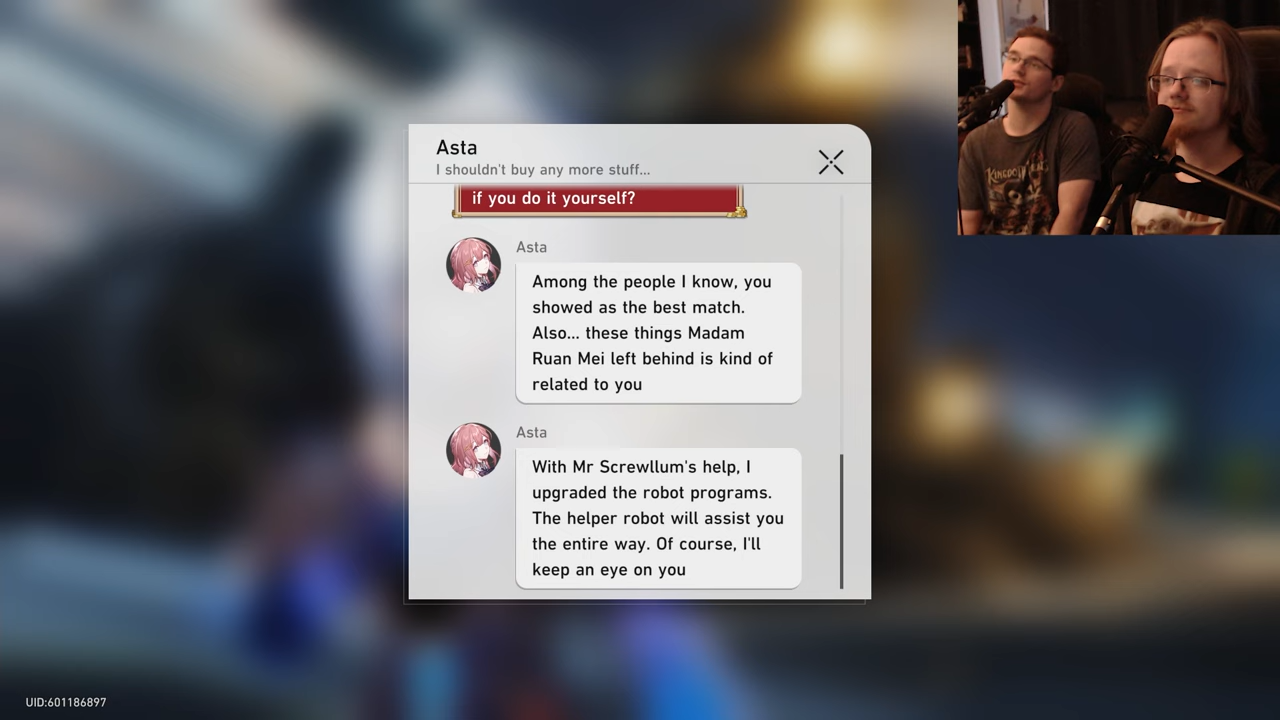 Asta
I shouldn't buy any more stuff...
if you do it yourself?
Asta
Among the people I know, you
showed as the best match.
Also... these things Madam
Ruan Mei left behind is kind of
related to you
Asta
With Mr Screwllum's help, I
upgraded the robot programs.
The helper robot will assist you
the entire way. Of course, I'll
keep an eye on you
UID:601186897